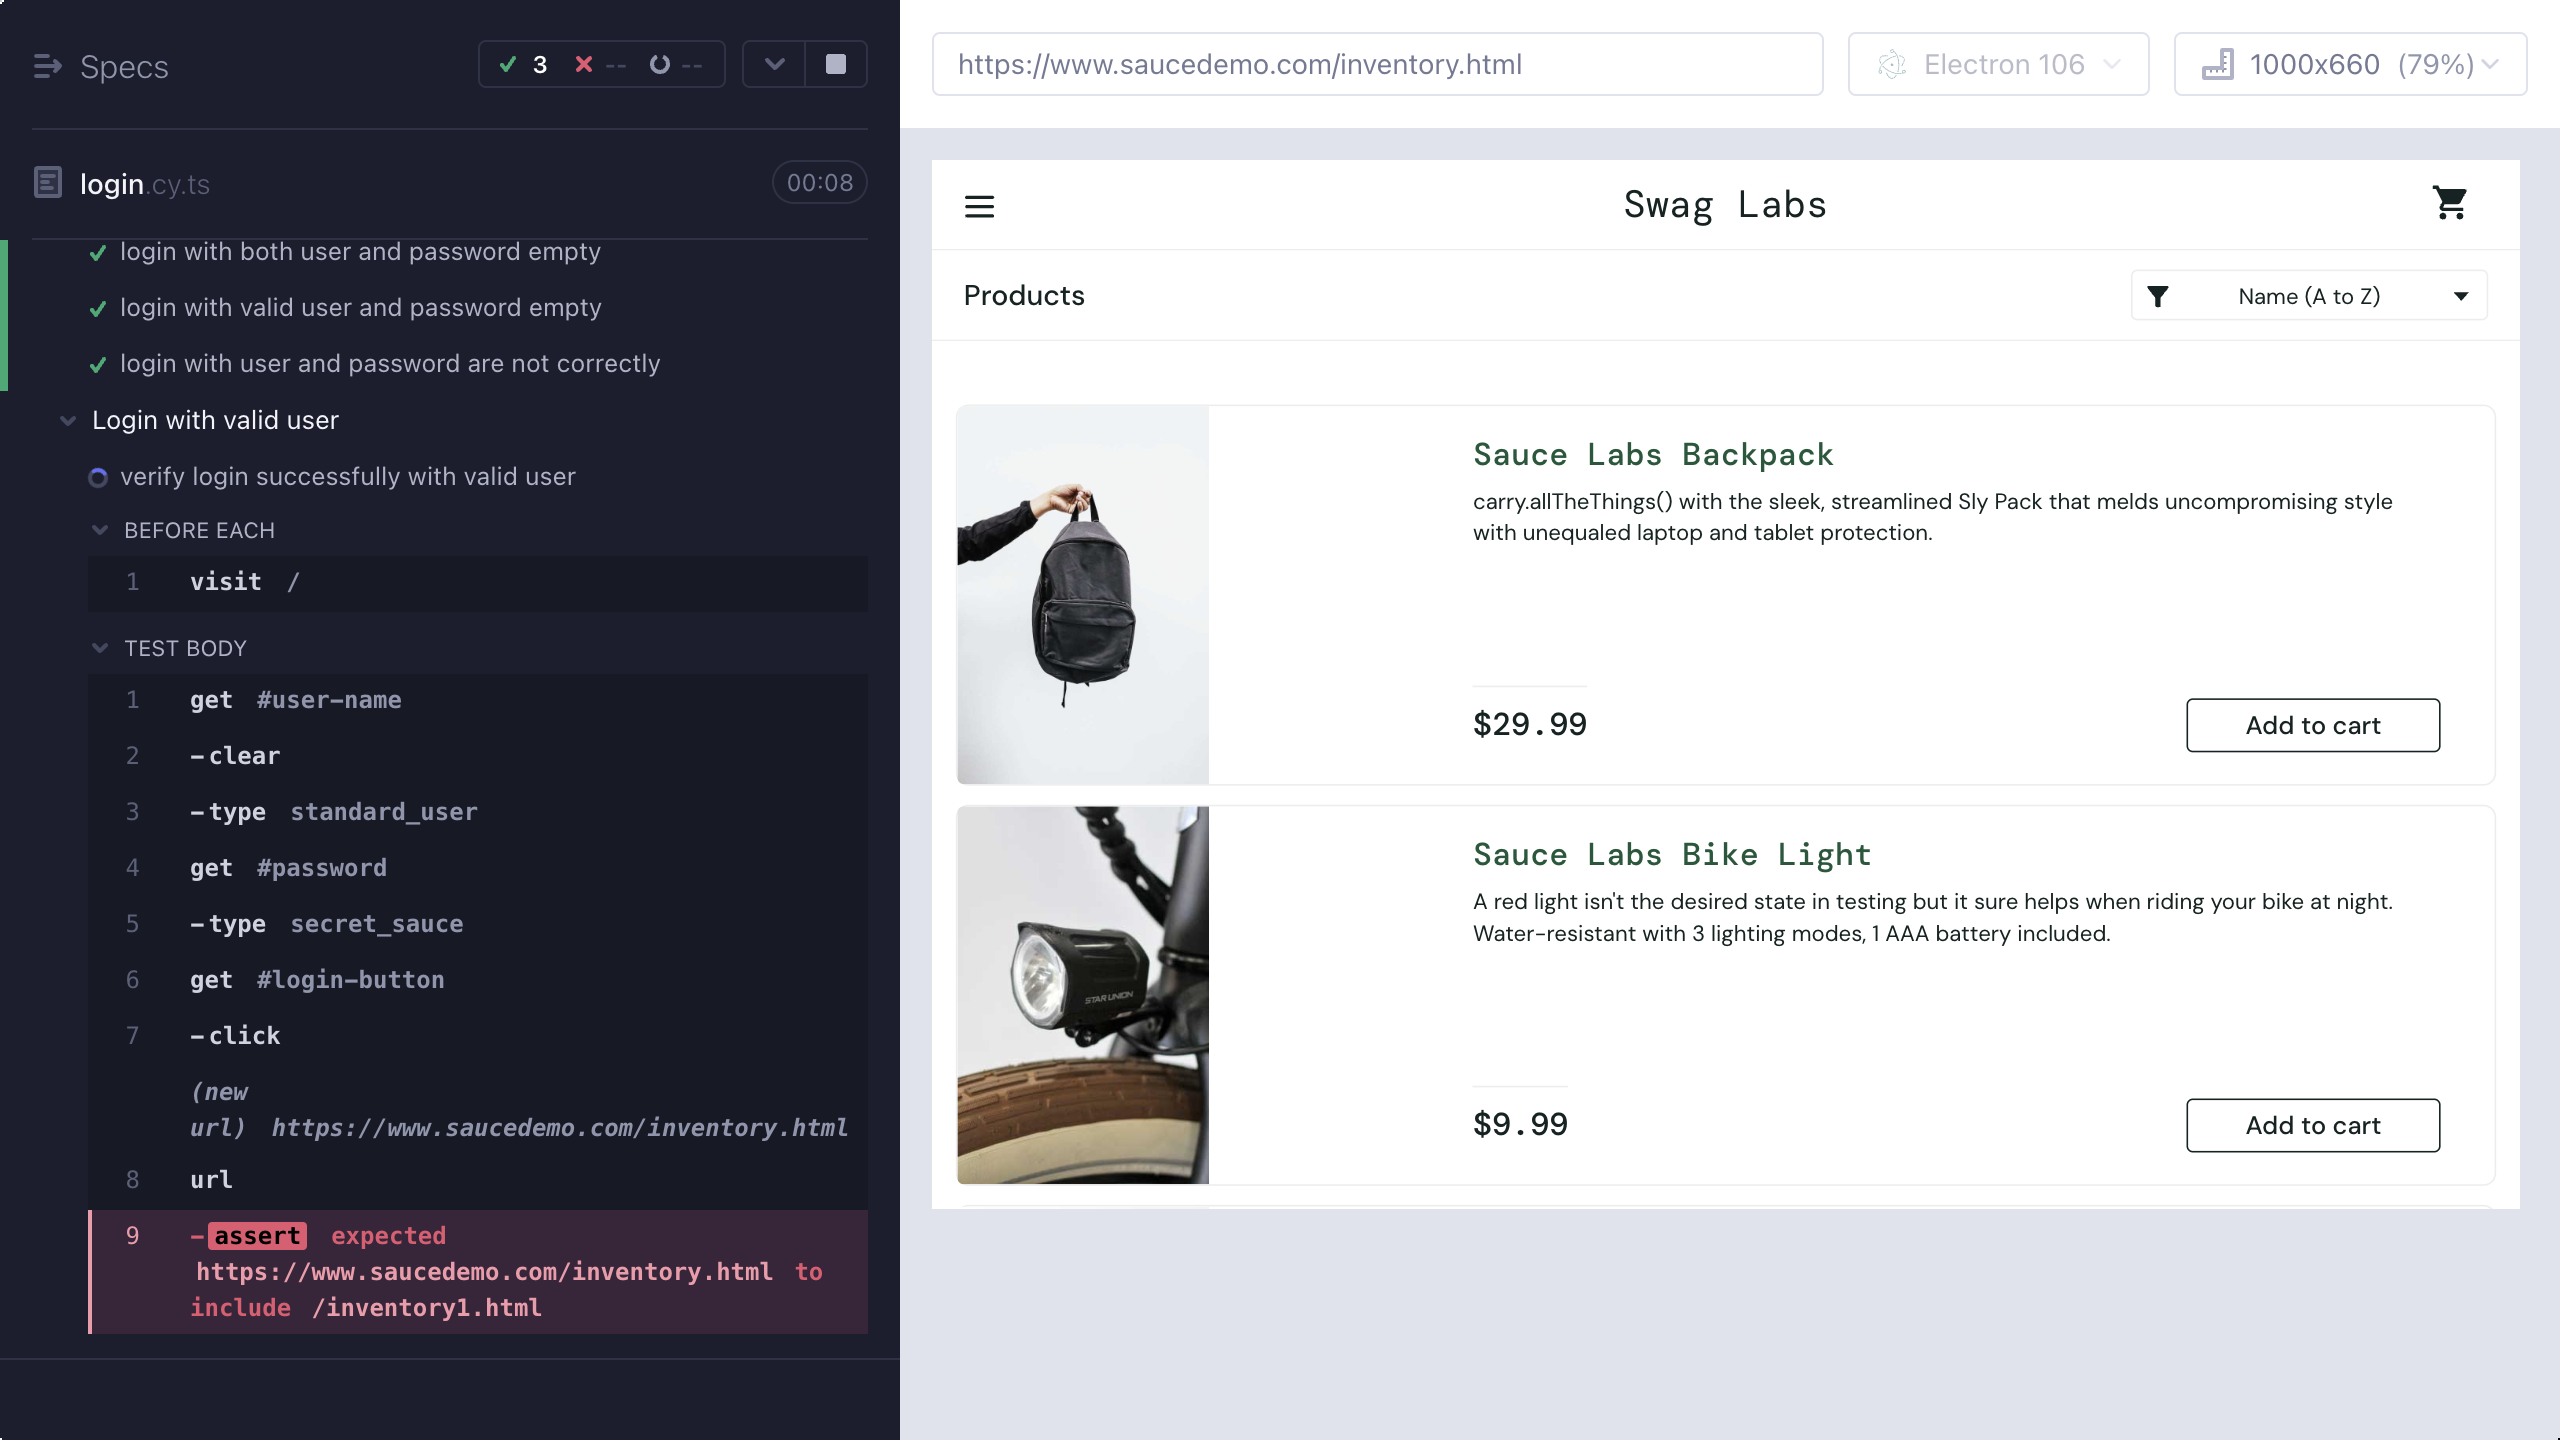 Specs
3 -- --
login.cy.ts
00:08
login with both user and password empty
login with valid user and password empty
login with user and password are not correctly
Login with valid user
verify login successfully with valid user
BEFORE EACH
1 visit /
TEST BODY
1 get #user-name
2 -clear
3 -type standard_user
4 get #password
5 -type secret_sauce
6 get #login-button
7 -click
(new
url) https://www.saucedemo.com/inventory.html
8 url
9 -assert expected
https://www.saucedemo.com/inventory.html to
include /inventory1.html
https://www.saucedemo.com/inventory.html
Electron 106
1000x660 (79%)
Swag Labs
Products
Name (A to Z)
Sauce Labs Backpack
carry.allTheThings() with the sleek, streamlined Sly Pack that melds uncompromising style
with unequaled laptop and tablet protection.
$29.99
Add to cart
STAR UNION
Sauce Labs Bike Light
A red light isn't the desired state in testing but it sure helps when riding your bike at night.
Water-resistant with 3 lighting modes, 1 AAA battery included.
$9.99
Add to cart